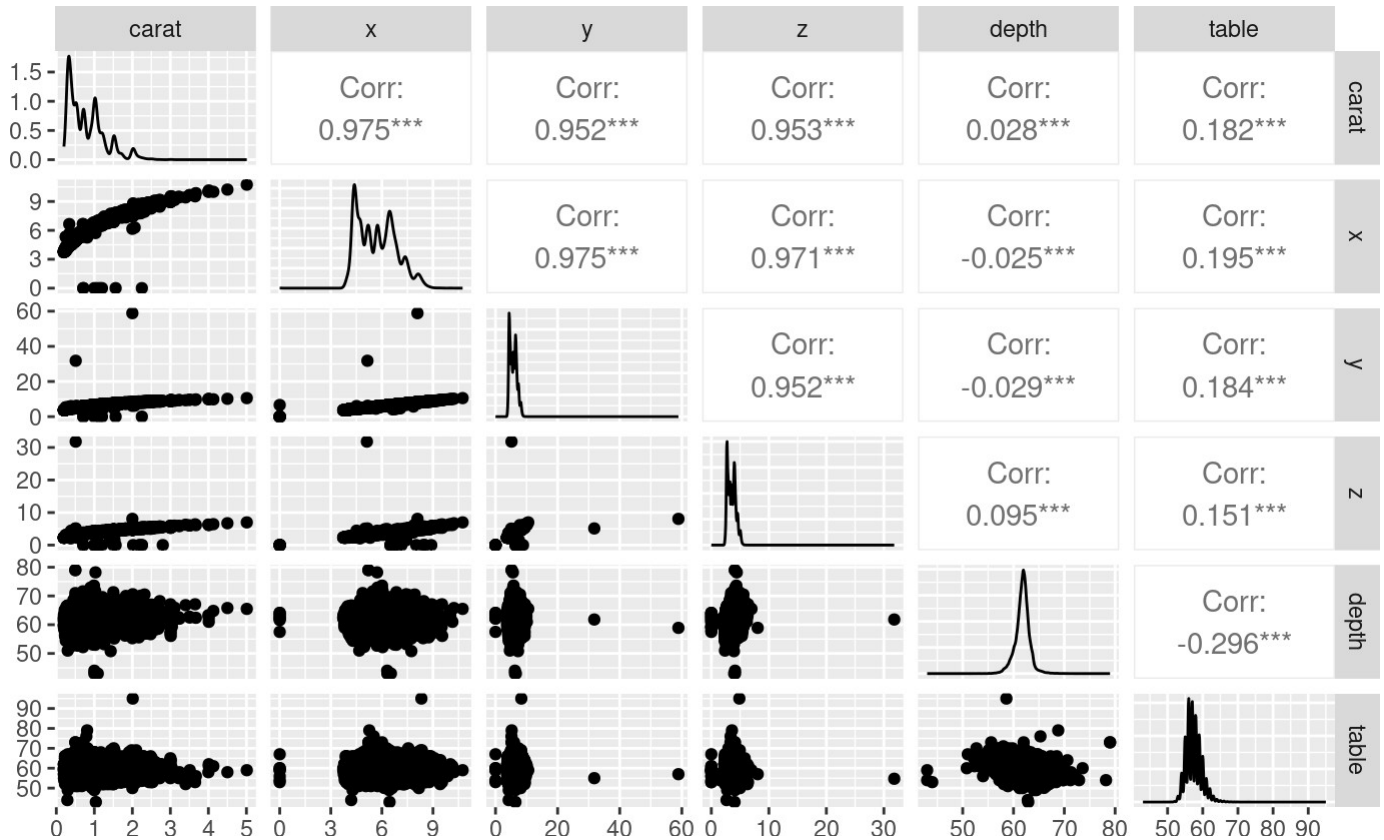 carat x y z depth table
1.5
1.0
0.5
0.0
Corr: Corr: Corr: Corr: Corr:
0.975*** 0.952*** 0.953*** 0.028*** 0.182***
carat
9
6
3
0
Corr: Corr: Corr: Corr:
0.975*** 0.971*** -0.025*** 0.195***
x
60
40
20
0
Corr: Corr: Corr:
0.952*** -0.029*** 0.184***
y
30
20
10
0
Corr: Corr:
0.095*** 0.151***
z
80
70
60
50
Corr:
-0.296***
depth
90
80
70
60
50
table
0 1 2 3 4 5 0 3 6 9 0 20 40 60 0 10 20 30 50 60 70 80 50 60 70 80 90